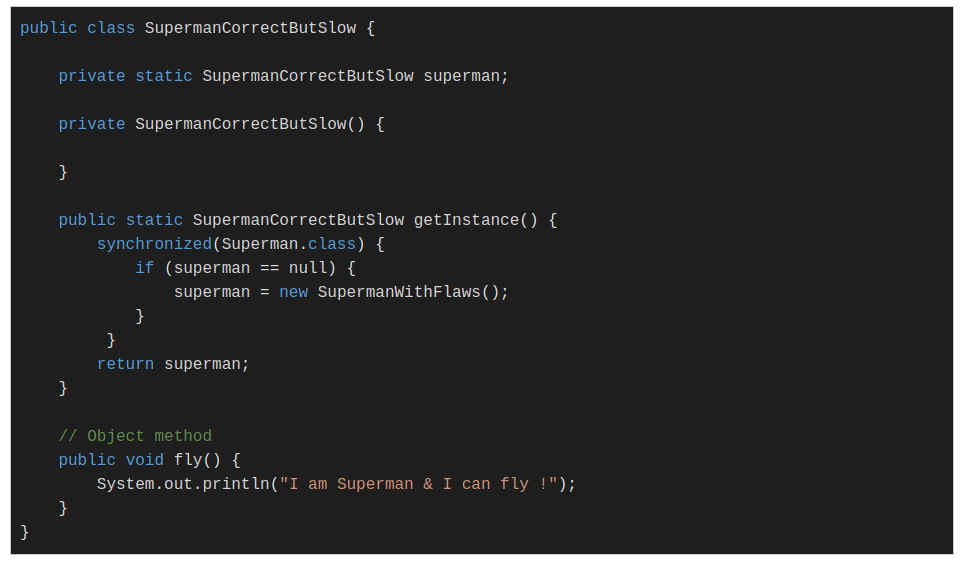 public class SupermanCorrectButSlow {
    private static SupermanCorrectButSlow superman;
    private SupermanCorrectButSlow() {
    }
    public static SupermanCorrectButSlow getInstance() {
        synchronized(Superman.class) {
            if (superman == null) {
                superman = new SupermanWithFlaws();
            }
         }
        return superman;
    }
    // Object method
    public void fly() {
        System.out.println("I am Superman & I can fly !");
    }
}